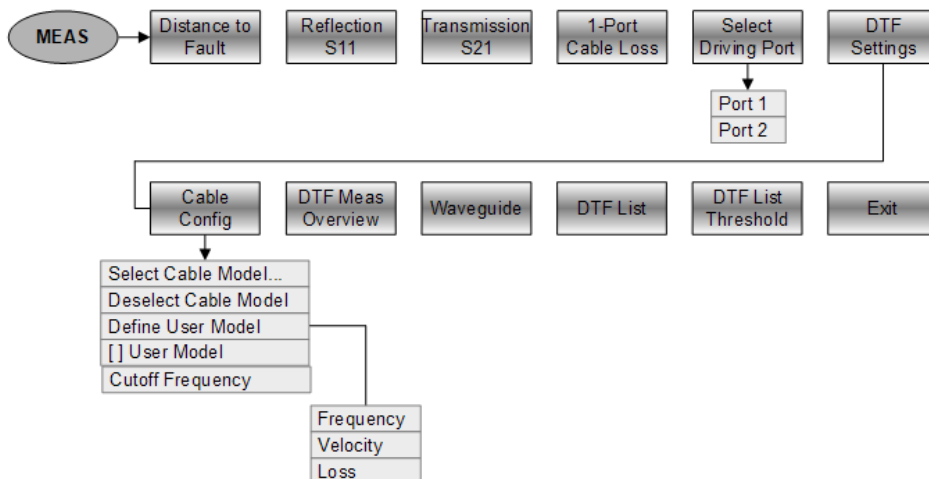 MEAS
Distance to
Fault
Reflection
S11
Transmission
S21
1-Port
Cable Loss
Select
Driving Port
DTF
Settings
Port 1
Port 2
Cable
Config
DTF Meas
Overview
Waveguide
DTF List
DTF List
Threshold
Exit
Select Cable Model...
Deselect Cable Model
Define User Model
[ ] User Model
Cutoff Frequency
Frequency
Velocity
Loss